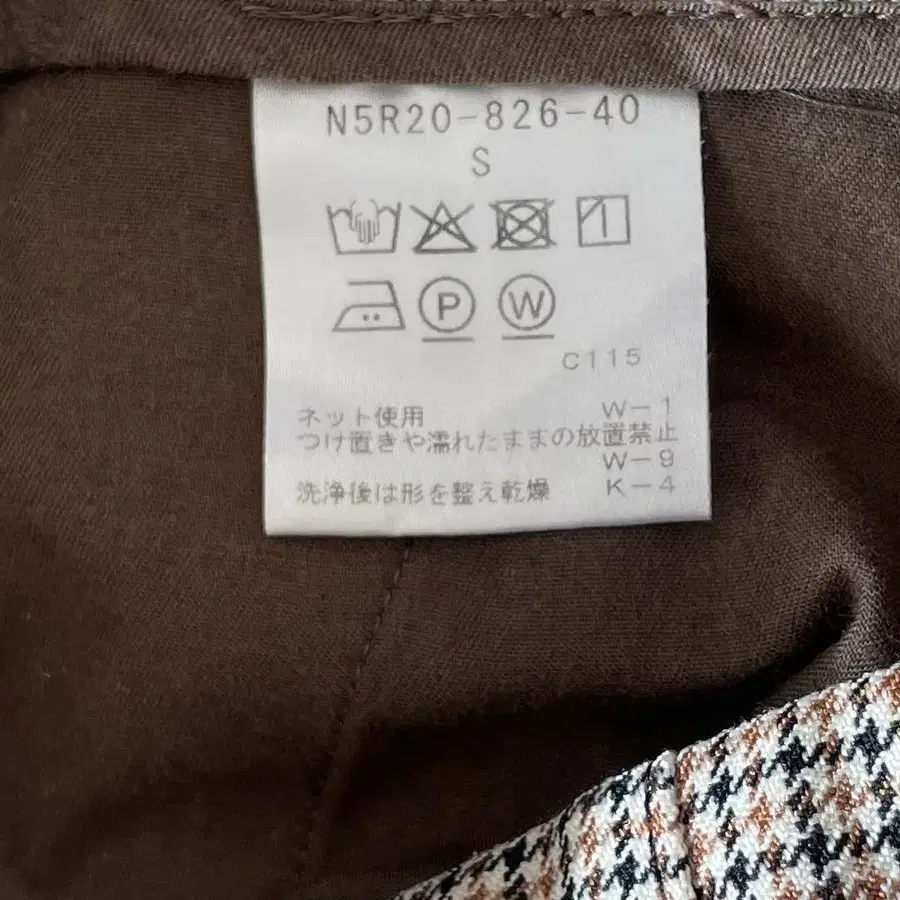 N5R20-826-40
S
P W
C115
ネット使用 W-1
つけ置きや濡れたままの放置禁止
W-9
洗浄後は形を整え乾燥 K-4